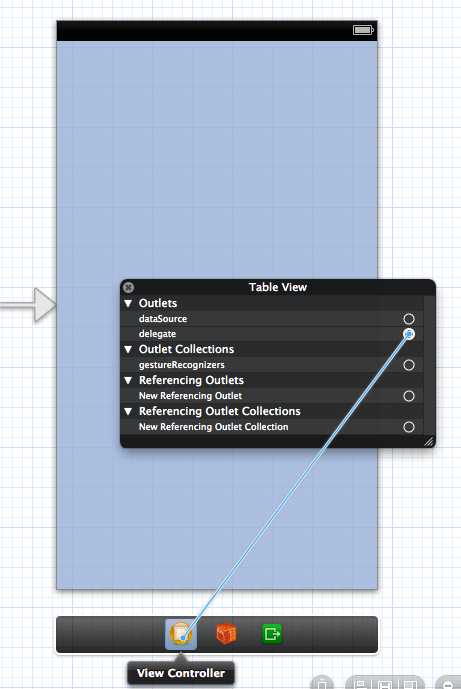 Table View
Outlets
dataSource
delegate
Outlet Collections
gestureRecognizers
Referencing Outlets
New Referencing Outlet
Referencing Outlet Collections
New Referencing Outlet Collection
View Controller